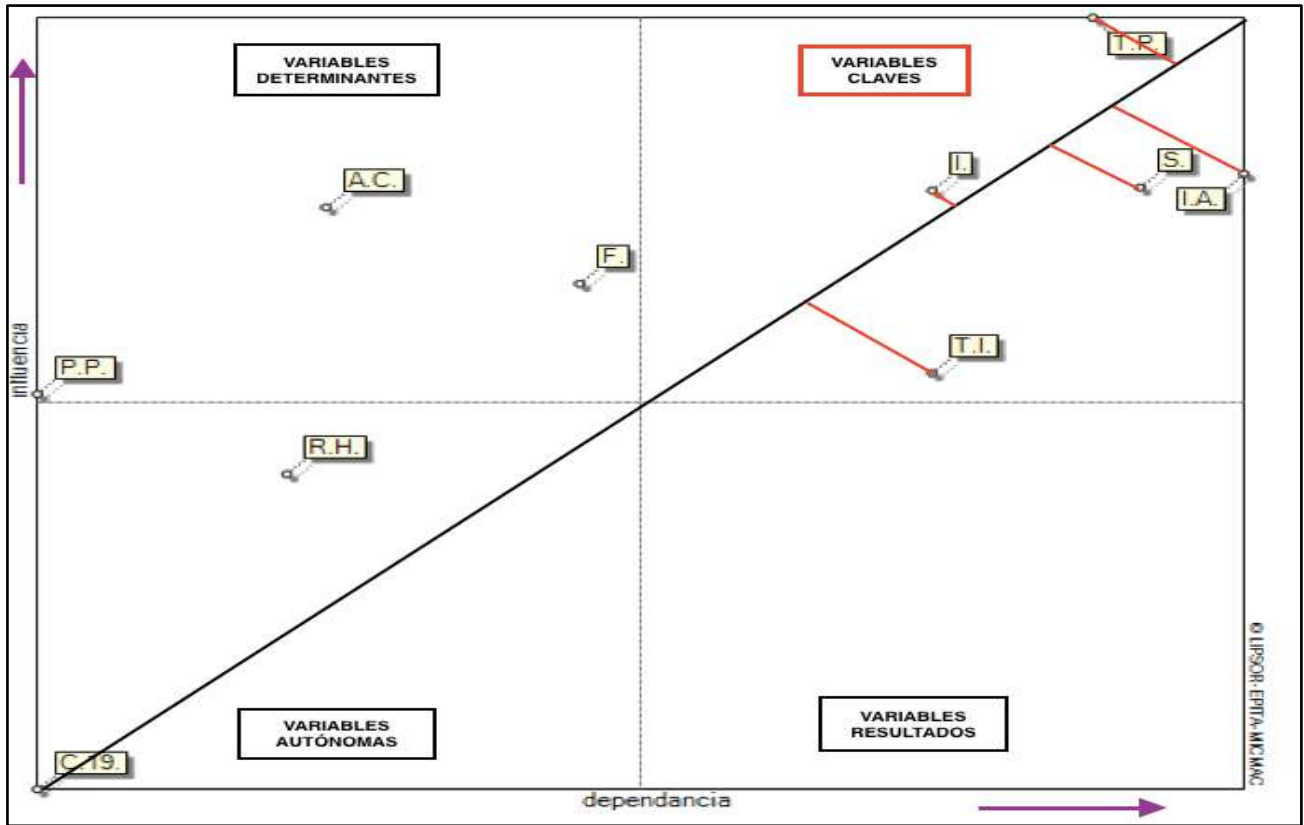 VARIABLES
DETERMINANTES
VARIABLES
CLAVES
T.P.
I.
S.
A.C.
I.A.
F.
influencia
P.P.
T.I.
R.H.
VARIABLES
AUTÓNOMAS
VARIABLES
RESULTADOS
C.19.
dependancia
© LIPSOR-EPITA-MICMAC